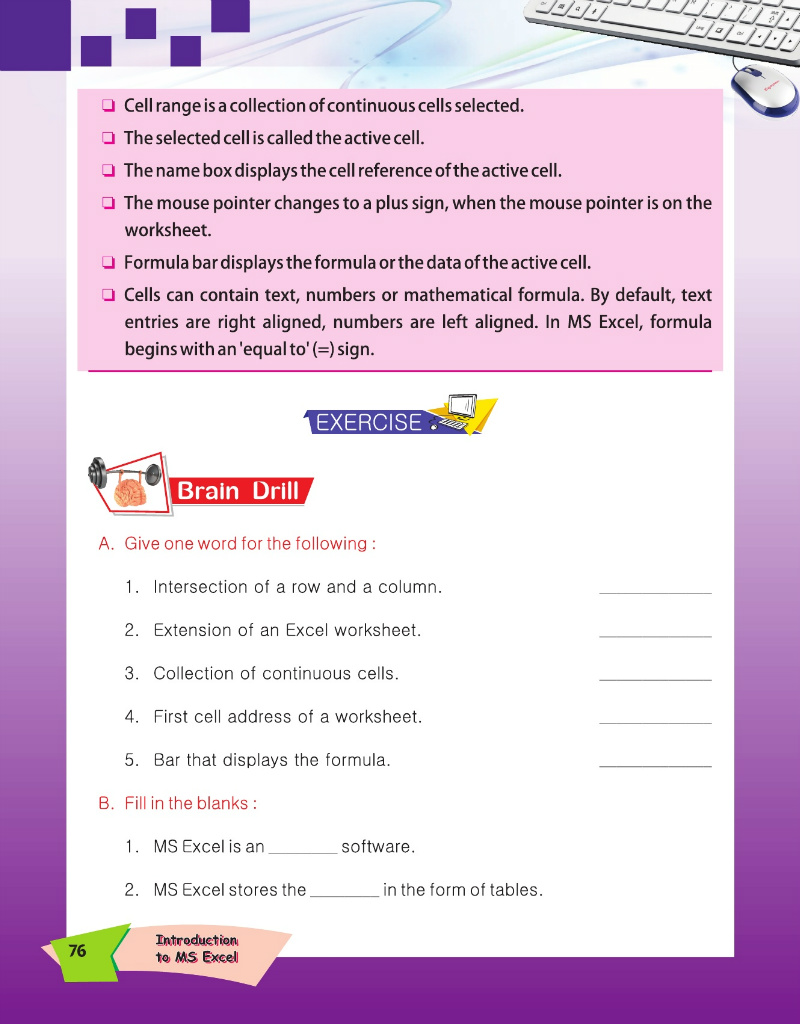 ❑ Cell range is a collection of continuous cells selected.
❑ The selected cell is called the active cell.
❑ The name box displays the cell reference of the active cell.
❑ The mouse pointer changes to a plus sign, when the mouse pointer is on the
worksheet.
❑ Formula bar displays the formula or the data of the active cell.
❑ Cells can contain text, numbers or mathematical formula. By default, text
entries are right aligned, numbers are left aligned. In MS Excel, formula
begins with an 'equal to' (=) sign.
EXERCISE
Brain Drill
A. Give one word for the following :
1. Intersection of a row and a column. ____________
2. Extension of an Excel worksheet. ____________
3. Collection of continuous cells. ____________
4. First cell address of a worksheet. ____________
5. Bar that displays the formula. ____________
B. Fill in the blanks :
1. MS Excel is an ________ software.
2. MS Excel stores the ________ in the form of tables.
76
Introduction
to MS Excel